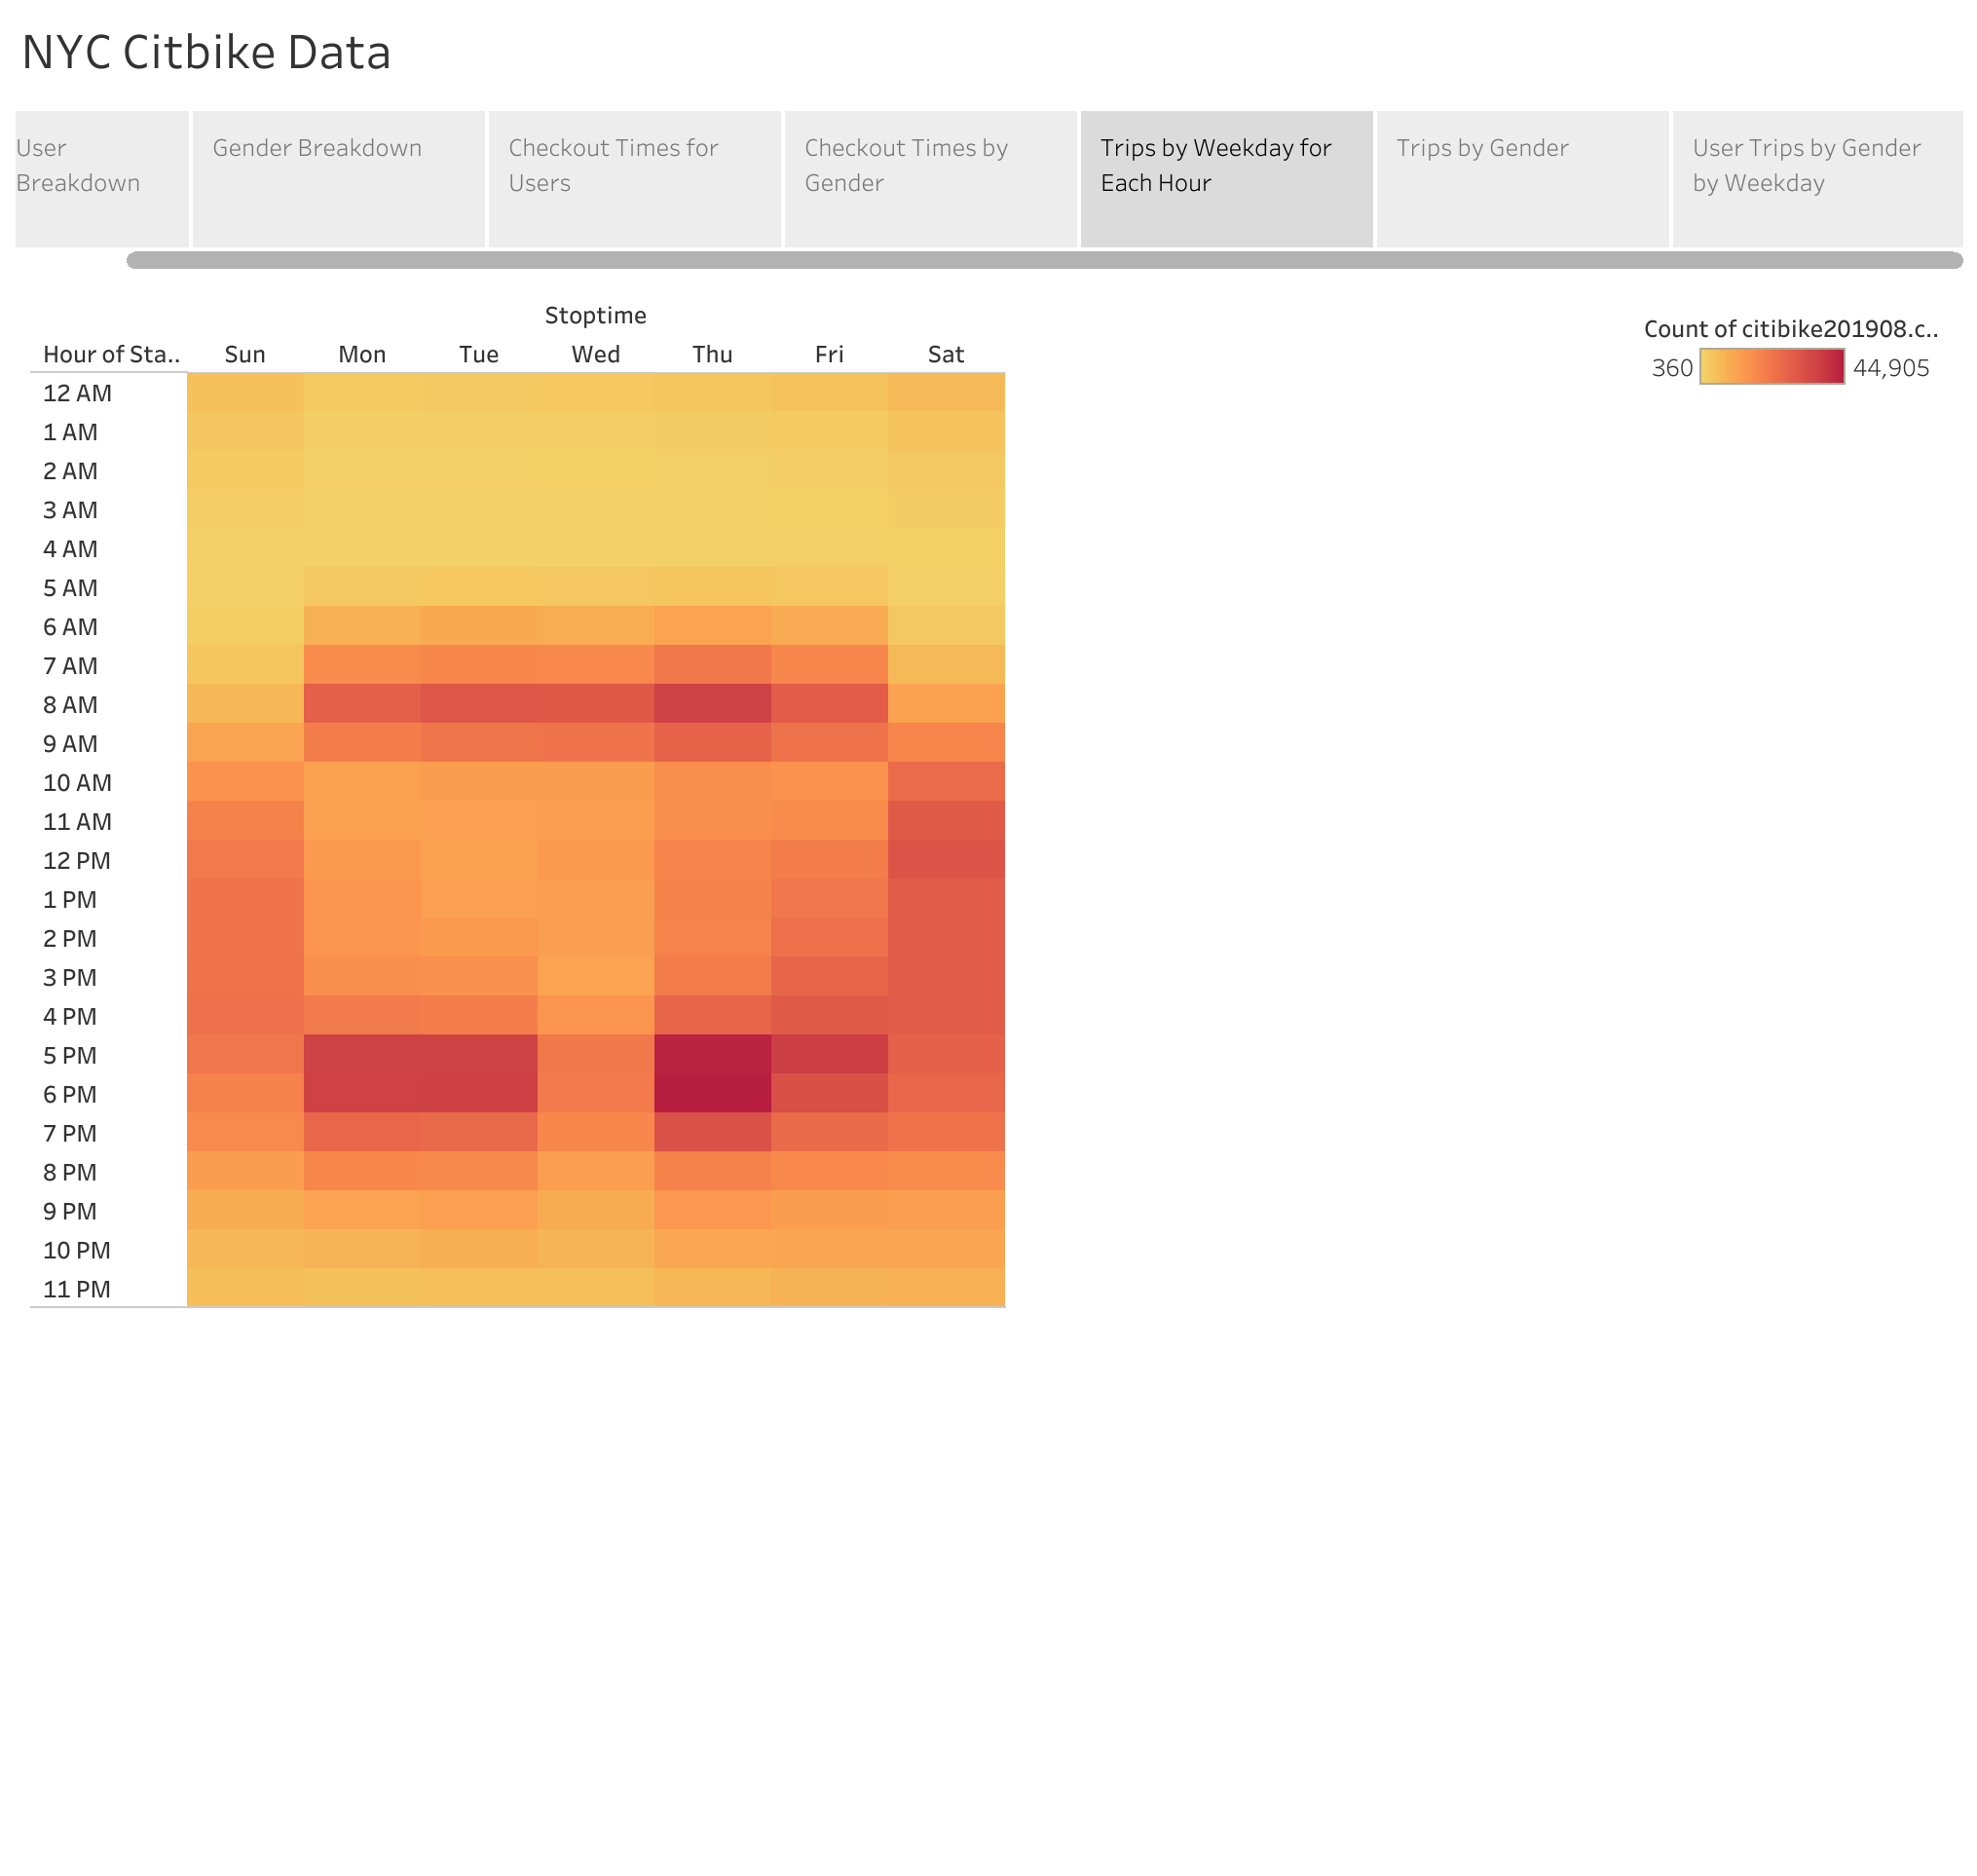 NYC Citbike Data
User
Breakdown
Gender Breakdown
Checkout Times for
Users
Checkout Times by
Gender
Trips by Weekday for
Each Hour
Trips by Gender
User Trips by Gender
by Weekday
Stoptime
Hour of Sta.. Sun Mon Tue Wed Thu Fri Sat
12 AM
1 AM
2 AM
3 AM
4 AM
5 AM
6 AM
7 AM
8 AM
9 AM
10 AM
11 AM
12 PM
1 PM
2 PM
3 PM
4 PM
5 PM
6 PM
7 PM
8 PM
9 PM
10 PM
11 PM
Count of citibike201908.c..
360 44,905